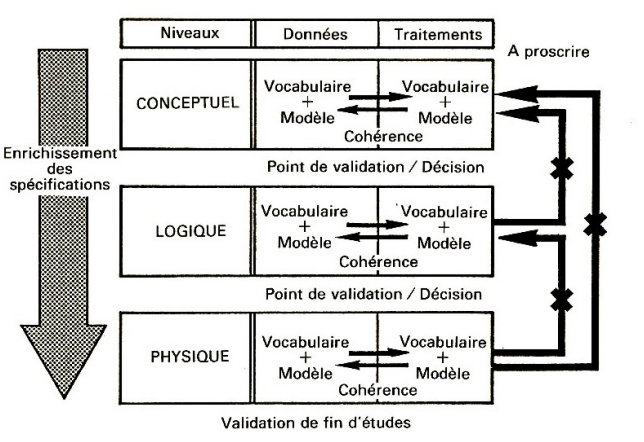 Niveaux Données Traitements
A proscrire
CONCEPTUEL
Vocabulaire
+
Modèle
Vocabulaire
+
Modèle
Cohérence
Enrichissement
des
spécifications
Point de validation / Décision
LOGIQUE
Vocabulaire
+
Modèle
Vocabulaire
+
Modèle
Cohérence
Point de validation / Décision
PHYSIQUE
Vocabulaire
+
Modèle
Vocabulaire
+
Modèle
Cohérence
Validation de fin d'études